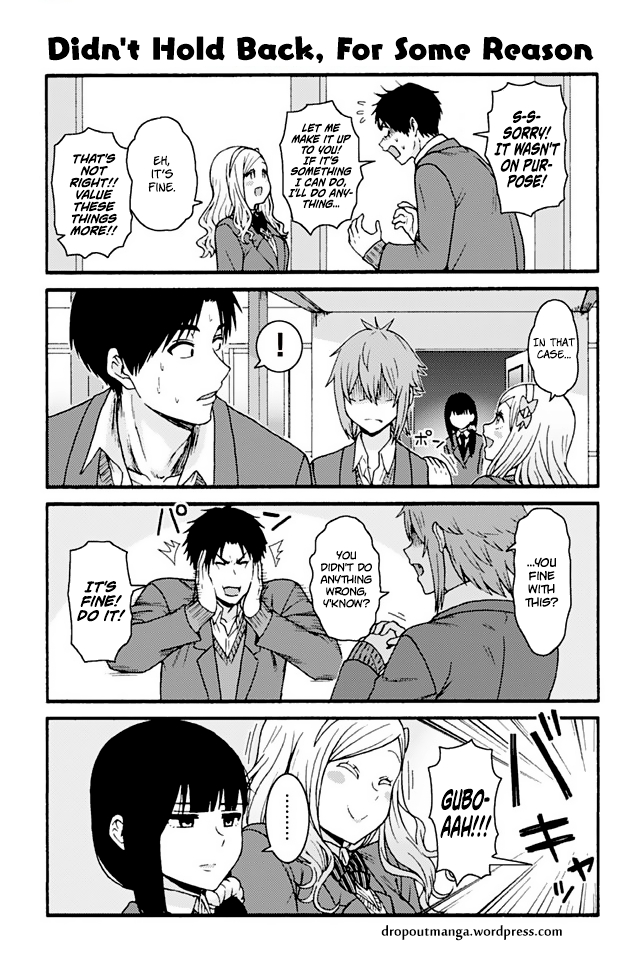 Didn't Hold Back, For Some Reason
S-S-
SORRY!
IT WASN'T
ON PUR-
POSE!
LET ME
MAKE IT UP
TO YOU!
IF IT'S
SOMETHING
I CAN DO,
I'LL DO ANY-
THING...
EH,
IT'S
FINE.
THAT'S
NOT
RIGHT!!
VALUE
THESE
THINGS
MORE!!
IN THAT
CASE...
ポン
!
...YOU
FINE
WITH
THIS?
YOU
DIDN'T DO
ANYTHING
WRONG,
Y'KNOW?
パン
IT'S
FINE!
DO IT!
GUBO-
AAH!!!
キャッ
.......
dropoutmanga.wordpress.com